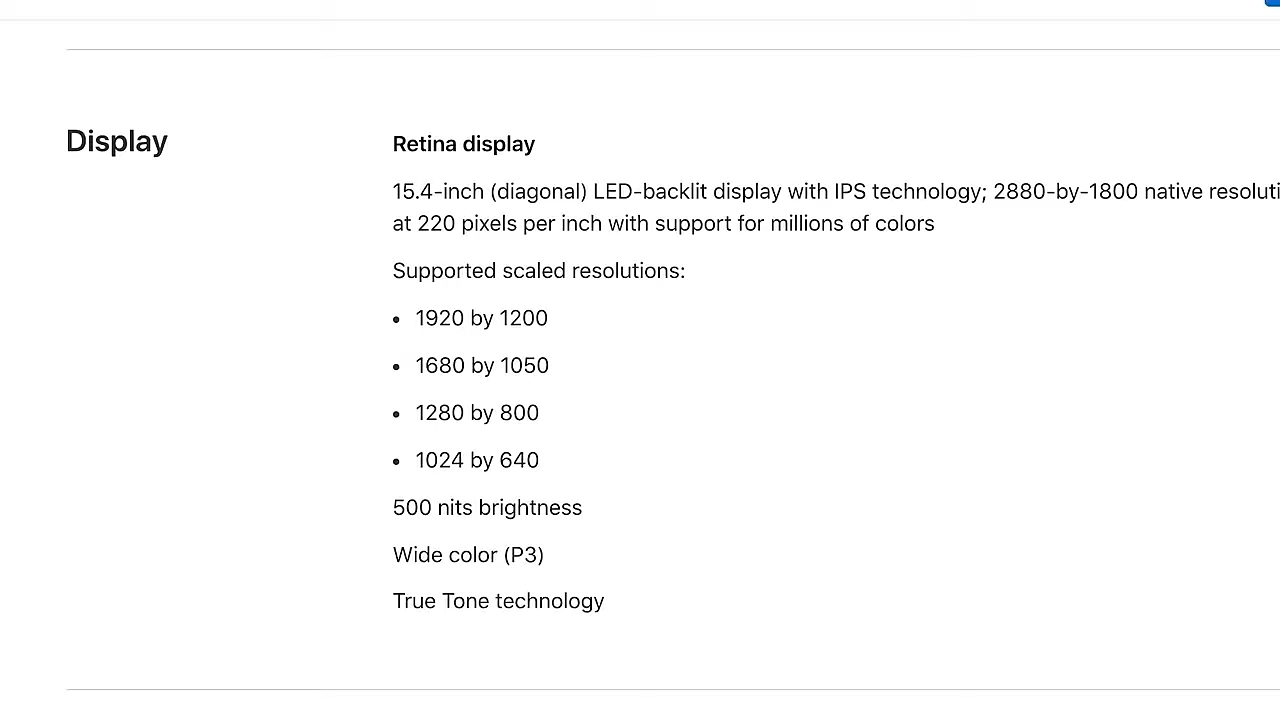 Display
Retina display
15.4-inch (diagonal) LED-backlit display with IPS technology; 2880-by-1800 native resoluti
at 220 pixels per inch with support for millions of colors
Supported scaled resolutions:
• 1920 by 1200
• 1680 by 1050
• 1280 by 800
• 1024 by 640
500 nits brightness
Wide color (P3)
True Tone technology